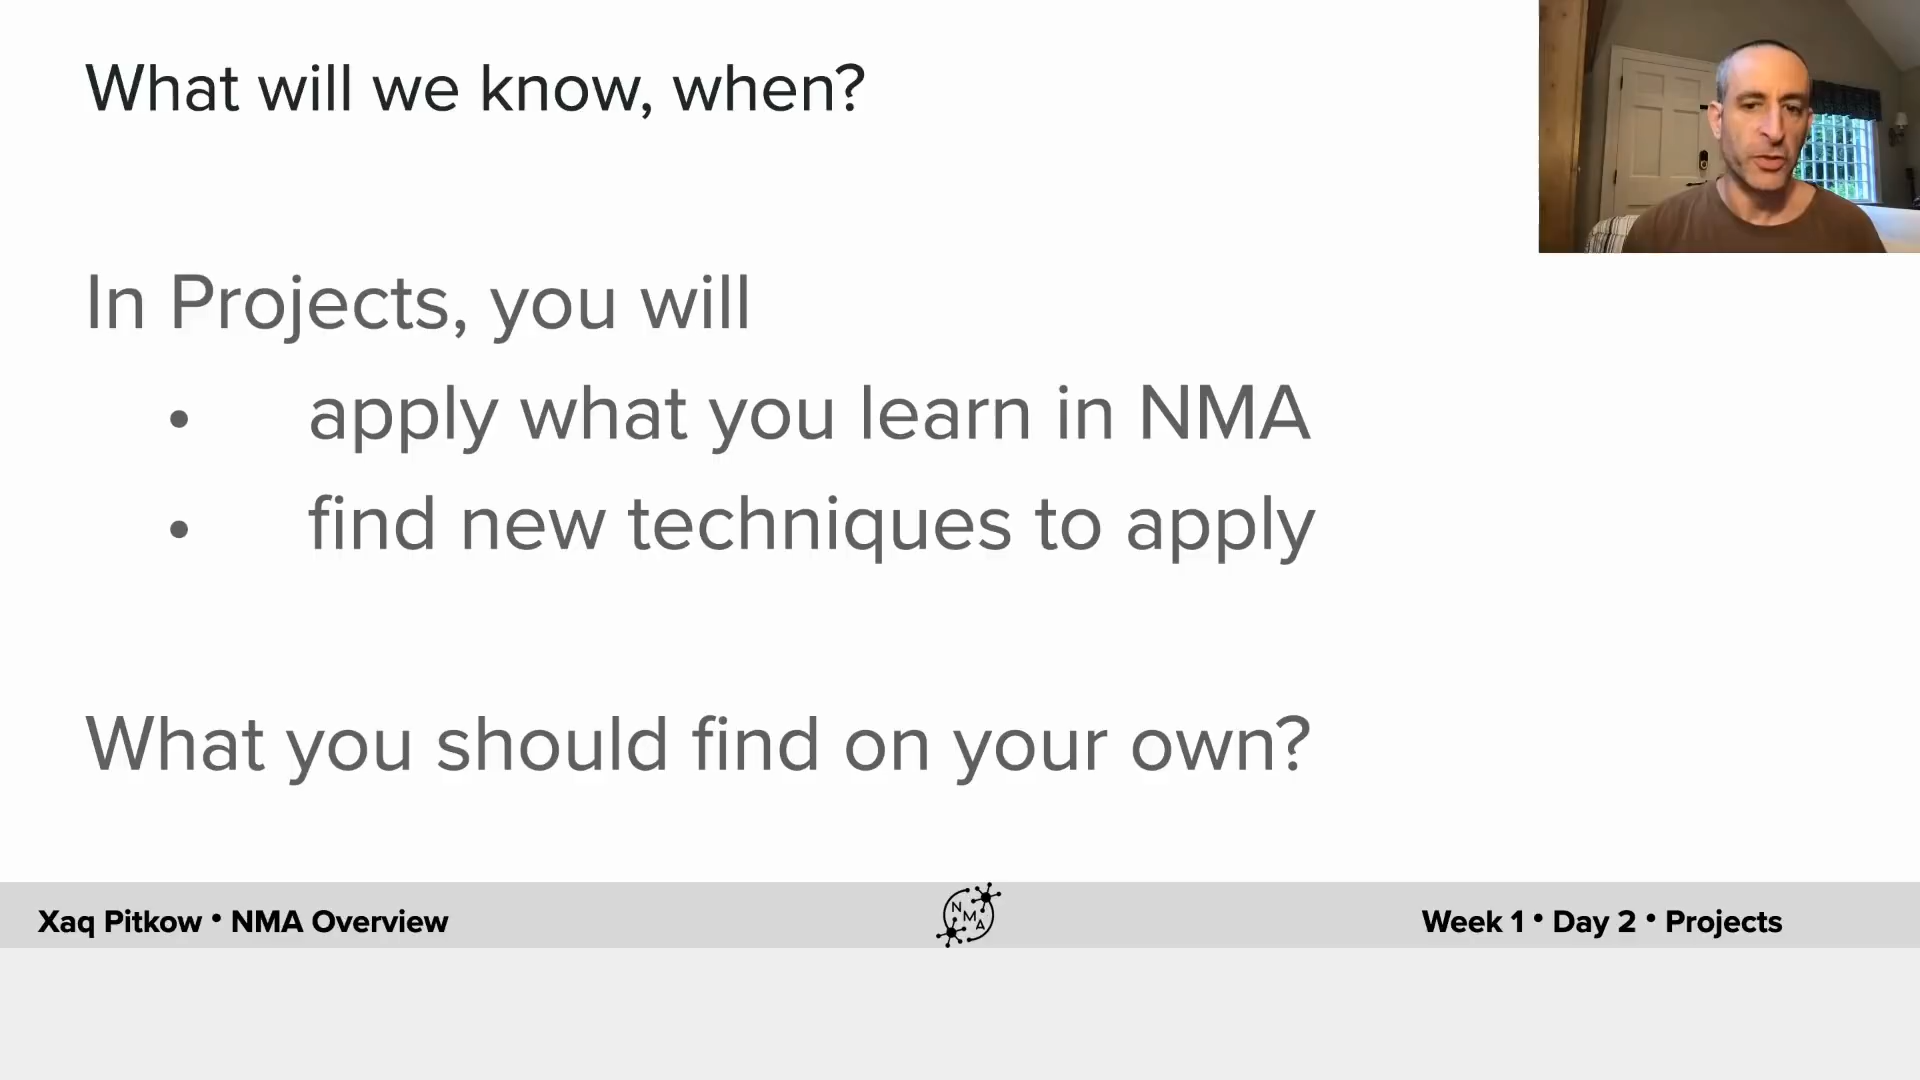 What will we know, when?
In Projects, you will
• apply what you learn in NMA
• find new techniques to apply
What you should find on your own?
Xaq Pitkow • NMA Overview
N
M
A
Week 1 • Day 2 • Projects